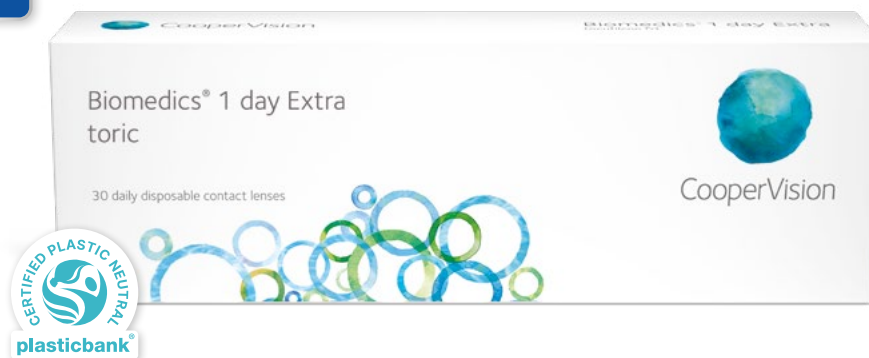 CooperVision
Biomedics® 1 day Extra
Biomedics® 1 day Extra
toric
30 daily disposable contact lenses
CooperVision
CERTIFIED PLASTIC NEUTRAL
plasticbank®